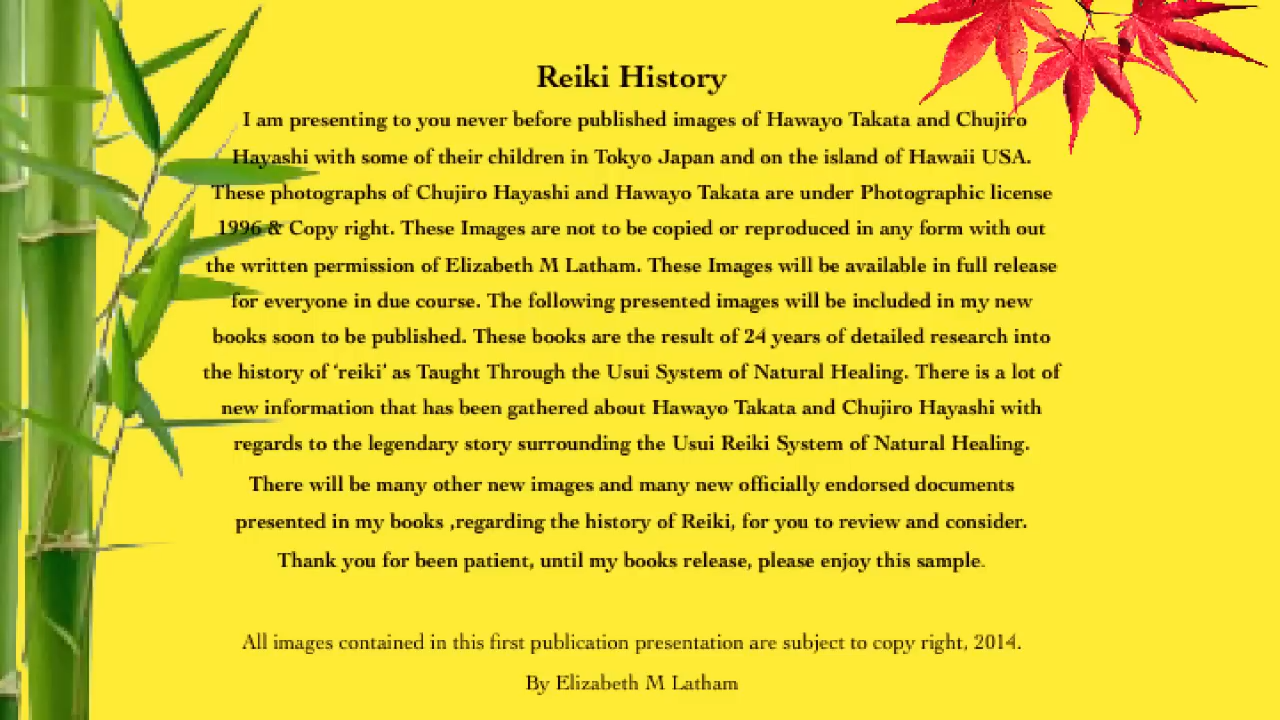 Reiki History
I am presenting to you never before published images of Hawayo Takata and Chujiro
Hayashi with some of their children in Tokyo Japan and on the island of Hawaii USA.
These photographs of Chujiro Hayashi and Hawayo Takata are under Photographic license
1996 & Copy right. These Images are not to be copied or reproduced in any form with out
the written permission of Elizabeth M Latham. These Images will be available in full release
for everyone in due course. The following presented images will be included in my new
books soon to be published. These books are the result of 24 years of detailed research into
the history of 'reiki' as Taught Through the Usui System of Natural Healing. There is a lot of
new information that has been gathered about Hawayo Takata and Chujiro Hayashi with
regards to the legendary story surrounding the Usui Reiki System of Natural Healing.
There will be many other new images and many new officially endorsed documents
presented in my books ,regarding the history of Reiki, for you to review and consider.
Thank you for been patient, until my books release, please enjoy this sample.
All images contained in this first publication presentation are subject to copy right, 2014.
By Elizabeth M Latham